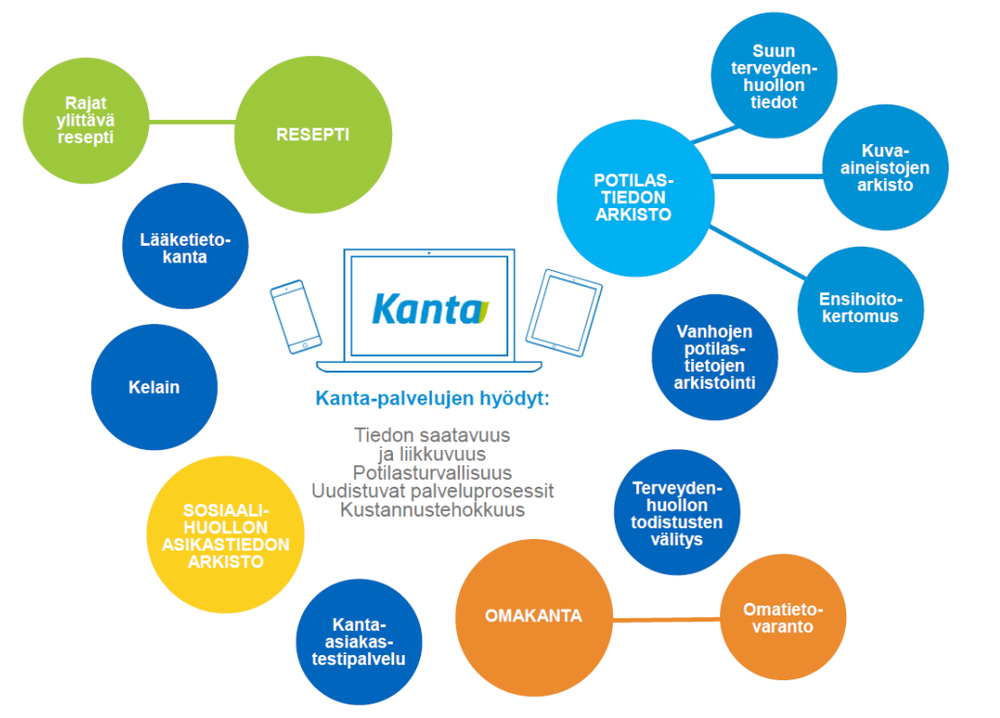 Rajat
ylittävä
resepti
RESEPTI
Suun
terveyden-
huollon
tiedot
POTILAS-
TIEDON
ARKISTO
Kuva-
aineistojen
arkisto
Ensihoito-
kertomus
Lääketieto-
kanta
Kanta
Vanhojen
potilas-
tietojen
arkistointi
Kelain
Kanta-palvelujen hyödyt:
Tiedon saatavuus
ja liikkuvuus
Potilasturvallisuus
Uudistuvat palveluprosessit
Kustannustehokkuus
SOSIAALI-
HUOLLON
ASIKASTIEDON
ARKISTO
Terveyden-
huollon
todistusten
välitys
Kanta-
asiakas-
testipalvelu
OMAKANTA
Omatieto-
varanto